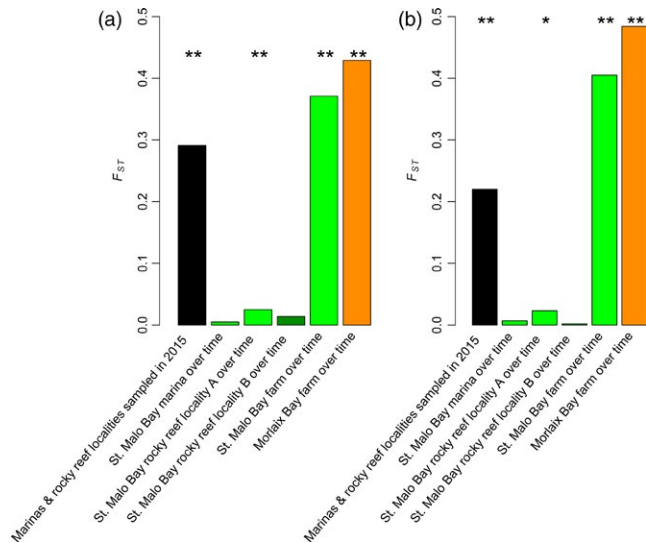 (a)
** ** ** **
0.5
0.4
0.3
0.2
0.1
0.0
FST
Marinas & rocky reef localities sampled in 2015
St. Malo Bay marina over time
St. Malo Bay rocky reef locality A over time
St. Malo Bay rocky reef locality B over time
St. Malo Bay farm over time
Morlaix Bay farm over time
(b)
** * ** **
0.5
0.4
0.3
0.2
0.1
0.0
FST
Marinas & rocky reef localities sampled in 2015
St. Malo Bay marina over time
St. Malo Bay rocky reef locality A over time
St. Malo Bay rocky reef locality B over time
St. Malo Bay farm over time
Morlaix Bay farm over time